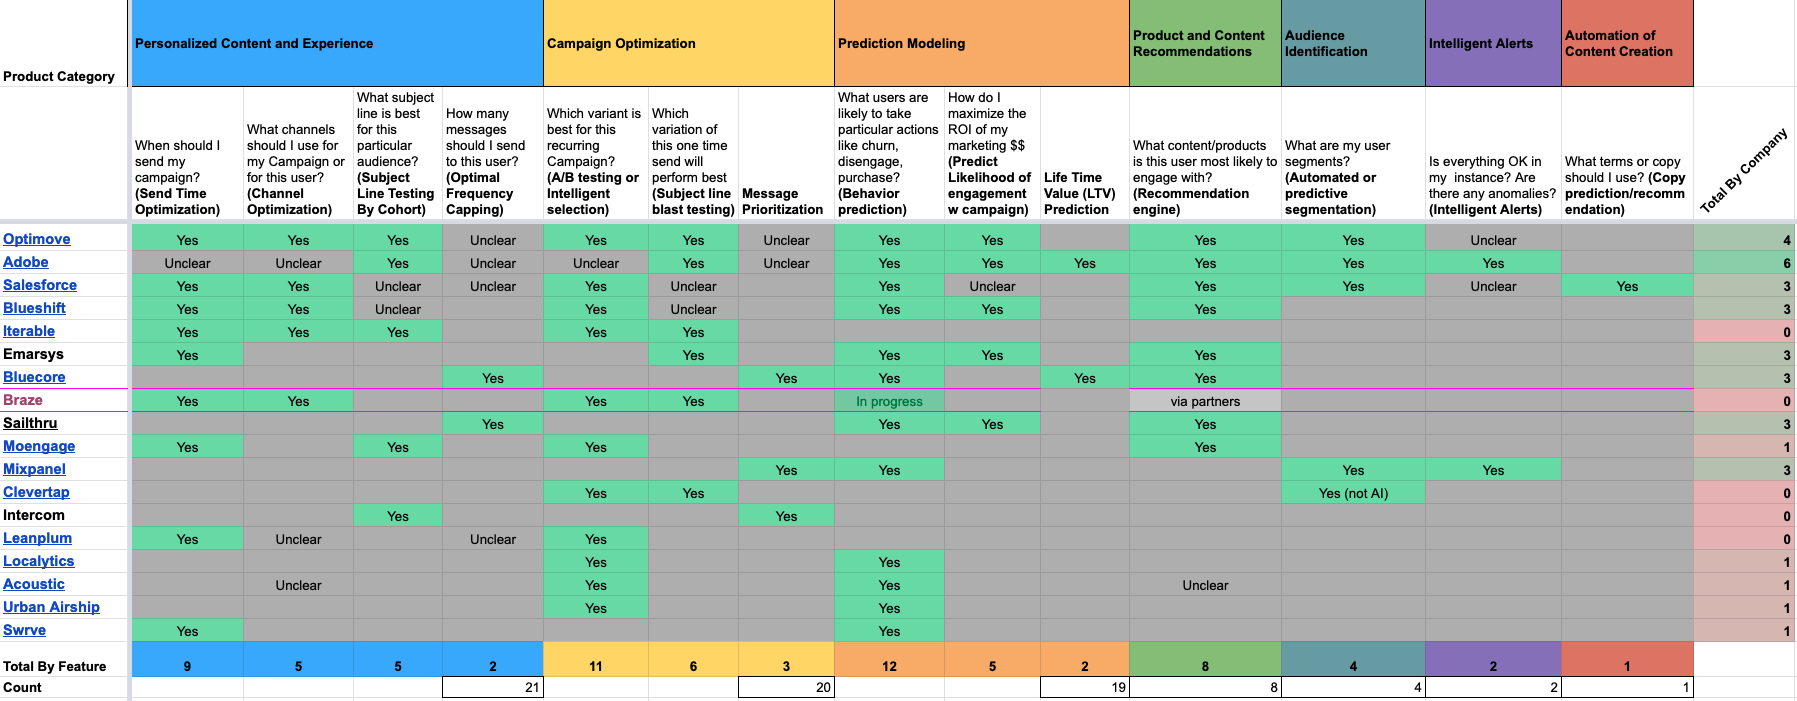 Product Category
Personalized Content and Experience
Campaign Optimization
Prediction Modeling
Product and Content
Recommendations
Audience
Identification
Intelligent Alerts
Automation of
Content Creation
When should I
send my
campaign?
(Send Time
Optimization)
What channels
should I use for
my Campaign or
for this user?
(Channel
Optimization)
What subject
line is best
for this
particular
audience?
(Subject
Line Testing
By Cohort)
How many
messages
should I send
to this user?
(Optimal
Frequency
Capping)
Which variant is
best for this
recurring
Campaign?
(A/B testing or
Intelligent
selection)
Which
variation of
this one time
send will
perform best
(Subject line
blast testing)
Message
Prioritization
What users are
likely to take
particular actions
like churn,
disengage,
purchase?
(Behavior
prediction)
How do I
maximize the
ROI of my
marketing $$
(Predict
Likelihood of
engagement
w campaign)
Life Time
Value (LTV)
Prediction
What content/products
is this user most likely to
engage with?
(Recommendation
engine)
What are my user
segments?
(Automated or
predictive
segmentation)
Is everything OK in
my instance? Are
there any anomalies?
(Intelligent Alerts)
What terms or copy
should I use? (Copy
prediction/recomm
endation)
Total By Company
Optimove Yes Yes Yes Unclear Yes Yes Unclear Yes Yes Yes Yes Unclear 4
Adobe Unclear Unclear Yes Unclear Unclear Yes Unclear Yes Yes Yes Yes Yes Yes 6
Salesforce Yes Yes Unclear Unclear Yes Unclear Yes Unclear Yes Yes Unclear Yes 3
Blueshift Yes Yes Unclear Yes Unclear Yes Yes Yes 3
Iterable Yes Yes Yes Yes Yes 0
Emarsys Yes Yes Yes Yes Yes 3
Bluecore Yes Yes Yes Yes Yes 3
Braze Yes Yes Yes Yes In progress via partners 0
Sailthru Yes Yes Yes Yes 3
Moengage Yes Yes Yes Yes 1
Mixpanel Yes Yes Yes Yes 3
Clevertap Yes Yes Yes (not AI) 0
Intercom Yes Yes 0
Leanplum Yes Unclear Unclear Yes 0
Localytics Yes Yes 1
Acoustic Unclear Yes Yes Unclear 1
Urban Airship Yes Yes 1
Swrve Yes Yes 1
Total By Feature 9 5 5 2 11 6 3 12 5 2 8 4 2 1
Count 21 20 19 8 4 2 1